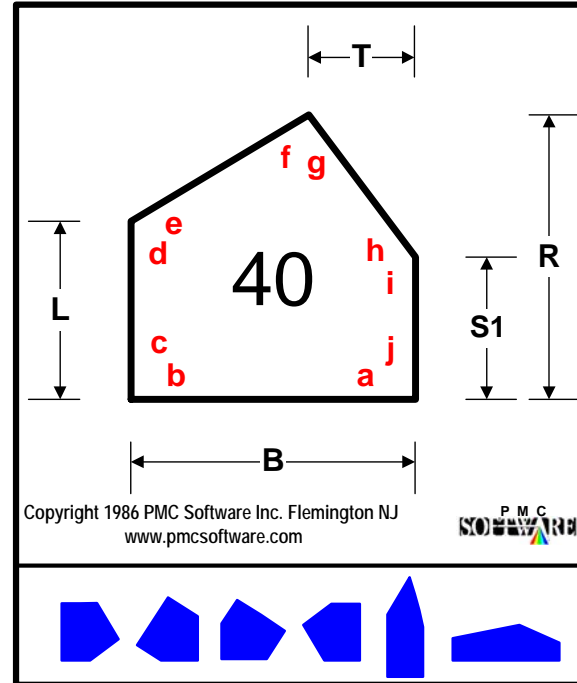 T
f g
e
d h
40 i
R
L
S1
c j
b a
B
Copyright 1986 PMC Software Inc. Flemington NJ
www.pmcsoftware.com
P M C
SOFTWARE